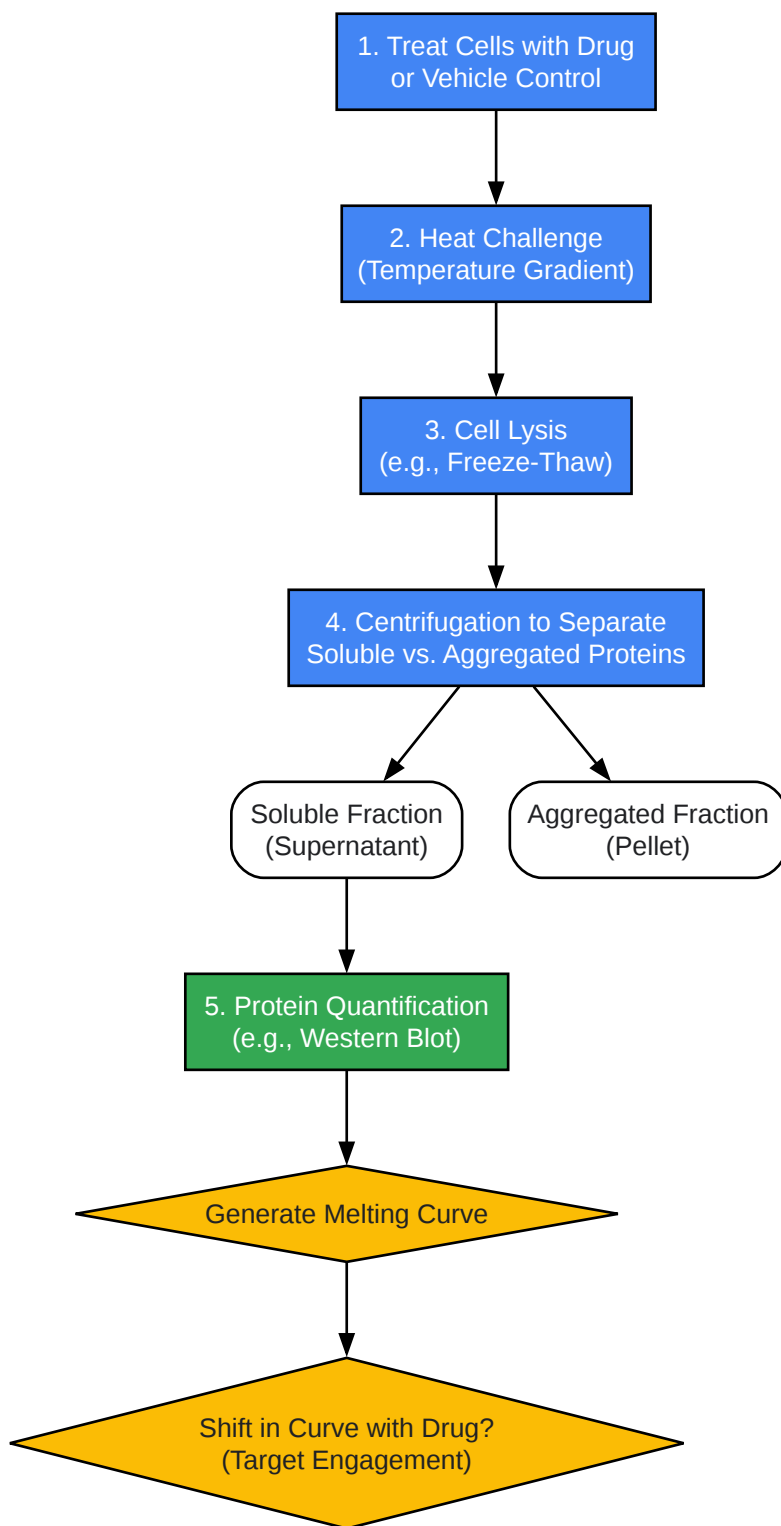 1. Treat Cells with Drug
or Vehicle Control
2. Heat Challenge
(Temperature Gradient)
3. Cell Lysis
(e.g., Freeze-Thaw)
4. Centrifugation to Separate
Soluble vs. Aggregated Proteins
Soluble Fraction
(Supernatant)
Aggregated Fraction
(Pellet)
5. Protein Quantification
(e.g., Western Blot)
Generate Melting Curve
Shift in Curve with Drug?
(Target Engagement)